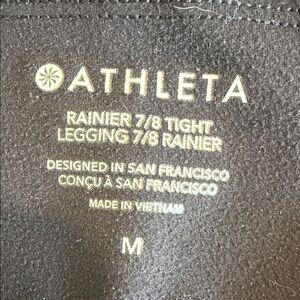 ATHLETA
RAINIER 7/8 TIGHT
LEGGING 7/8 RAINIER
DESIGNED IN SAN FRANCISCO
CONÇU À SAN FRANCISCO
MADE IN VIETNAM
M